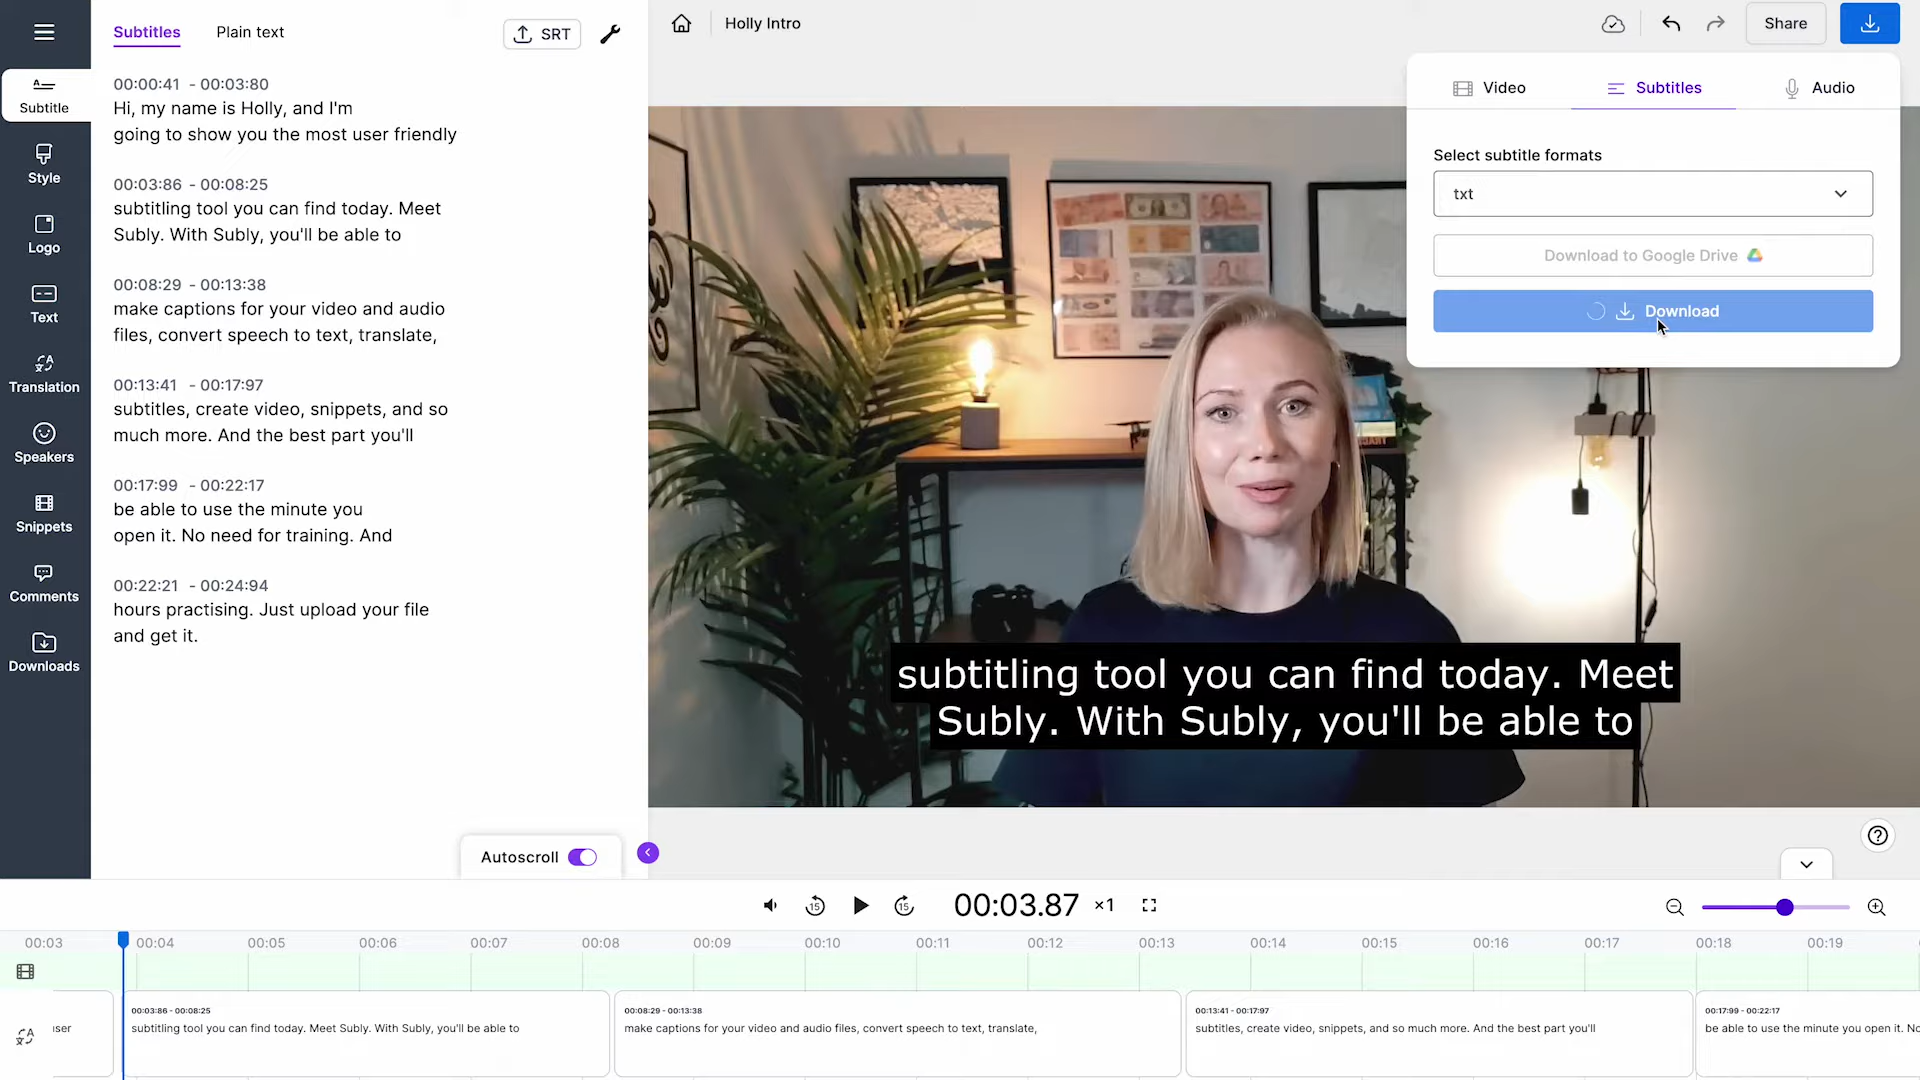 Subtitles Plain text SRT
Holly Intro Share
Subtitle
Style
Logo
Text
Translation
Speakers
Snippets
Comments
Downloads
00:00:41 - 00:03:80
Hi, my name is Holly, and I'm
going to show you the most user friendly
00:03:86 - 00:08:25
subtitling tool you can find today. Meet
Subly. With Subly, you'll be able to
00:08:29 - 00:13:38
make captions for your video and audio
files, convert speech to text, translate,
00:13:41 - 00:17:97
subtitles, create video, snippets, and so
much more. And the best part you'll
00:17:99 - 00:22:17
be able to use the minute you
open it. No need for training. And
00:22:21 - 00:24:94
hours practising. Just upload your file
and get it.
Autoscroll
Video Subtitles Audio
Select subtitle formats
txt
Download to Google Drive
Download
subtitling tool you can find today. Meet
Subly. With Subly, you'll be able to
15 15 00:03.87 ×1
00:03 00:04 00:05 00:06 00:07 00:08 00:09 00:10 00:11 00:12 00:13 00:14 00:15 00:16 00:17 00:18 00:19
00:03:86 - 00:08:25 00:08:29 - 00:13:38 00:13:41 - 00:17:97 00:17:99 - 00:22:17
ıser subtitling tool you can find today. Meet Subly. With Subly, you'll be able to make captions for your video and audio files, convert speech to text, translate, subtitles, create video, snippets, and so much more. And the best part you'll be able to use the minute you open it. No